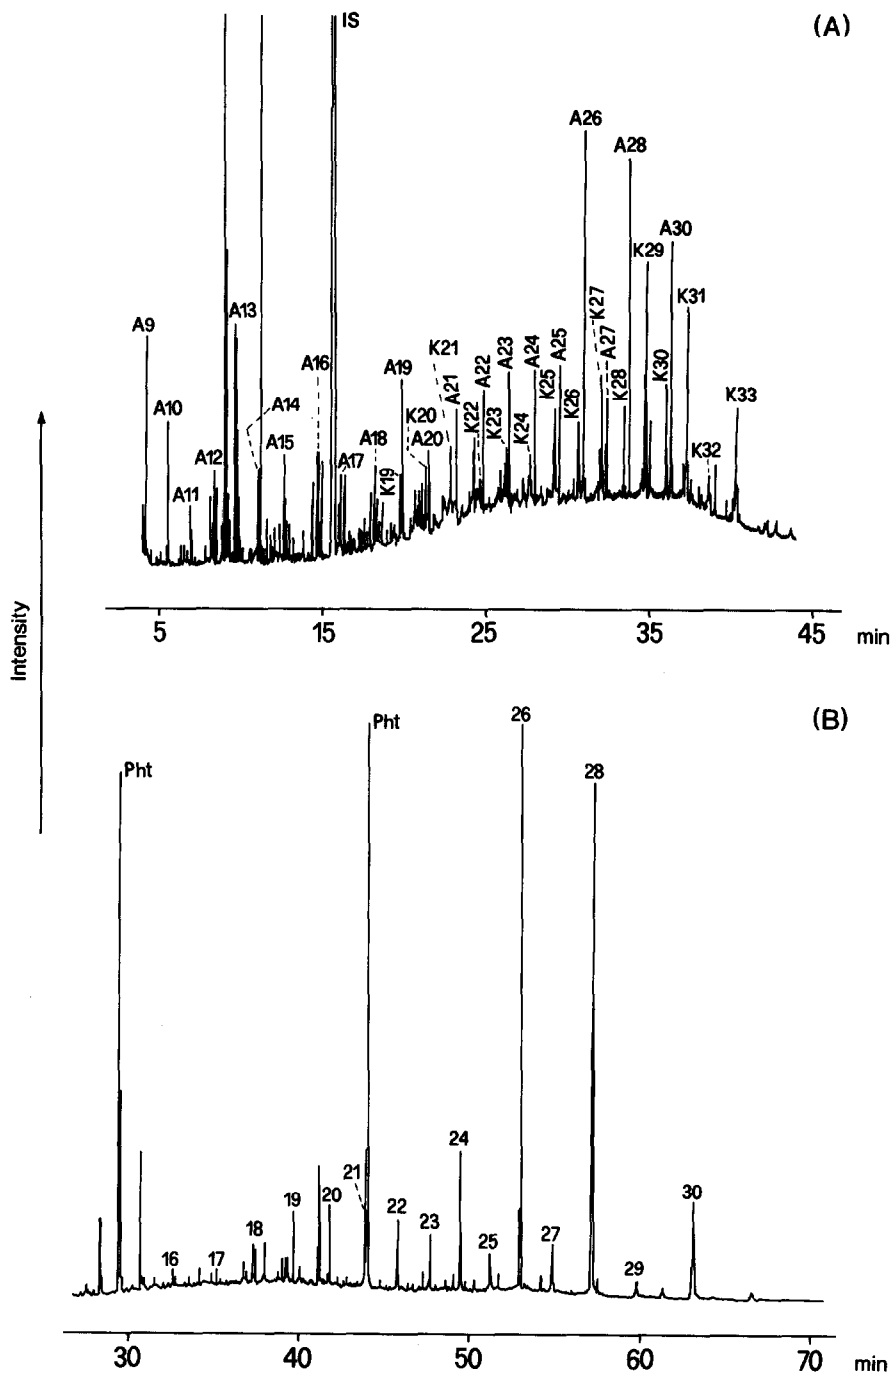 IS
(A)
A26
A28
A30
K29
K27
K31
A13
A9
A27
K21
A23
A24
A25
A16
A19
A22
A21
K25
K28
K30
K33
A14
A10
K20
K22
K23
K26
A15
A18
A20
K24
A12
A17
K19
K32
A11
5
15
25
35
45
min
Intensity
(B)
Pht
Pht
26
28
24
21
30
19
20
22
23
18
27
25
16
17
29
30
40
50
60
70
min